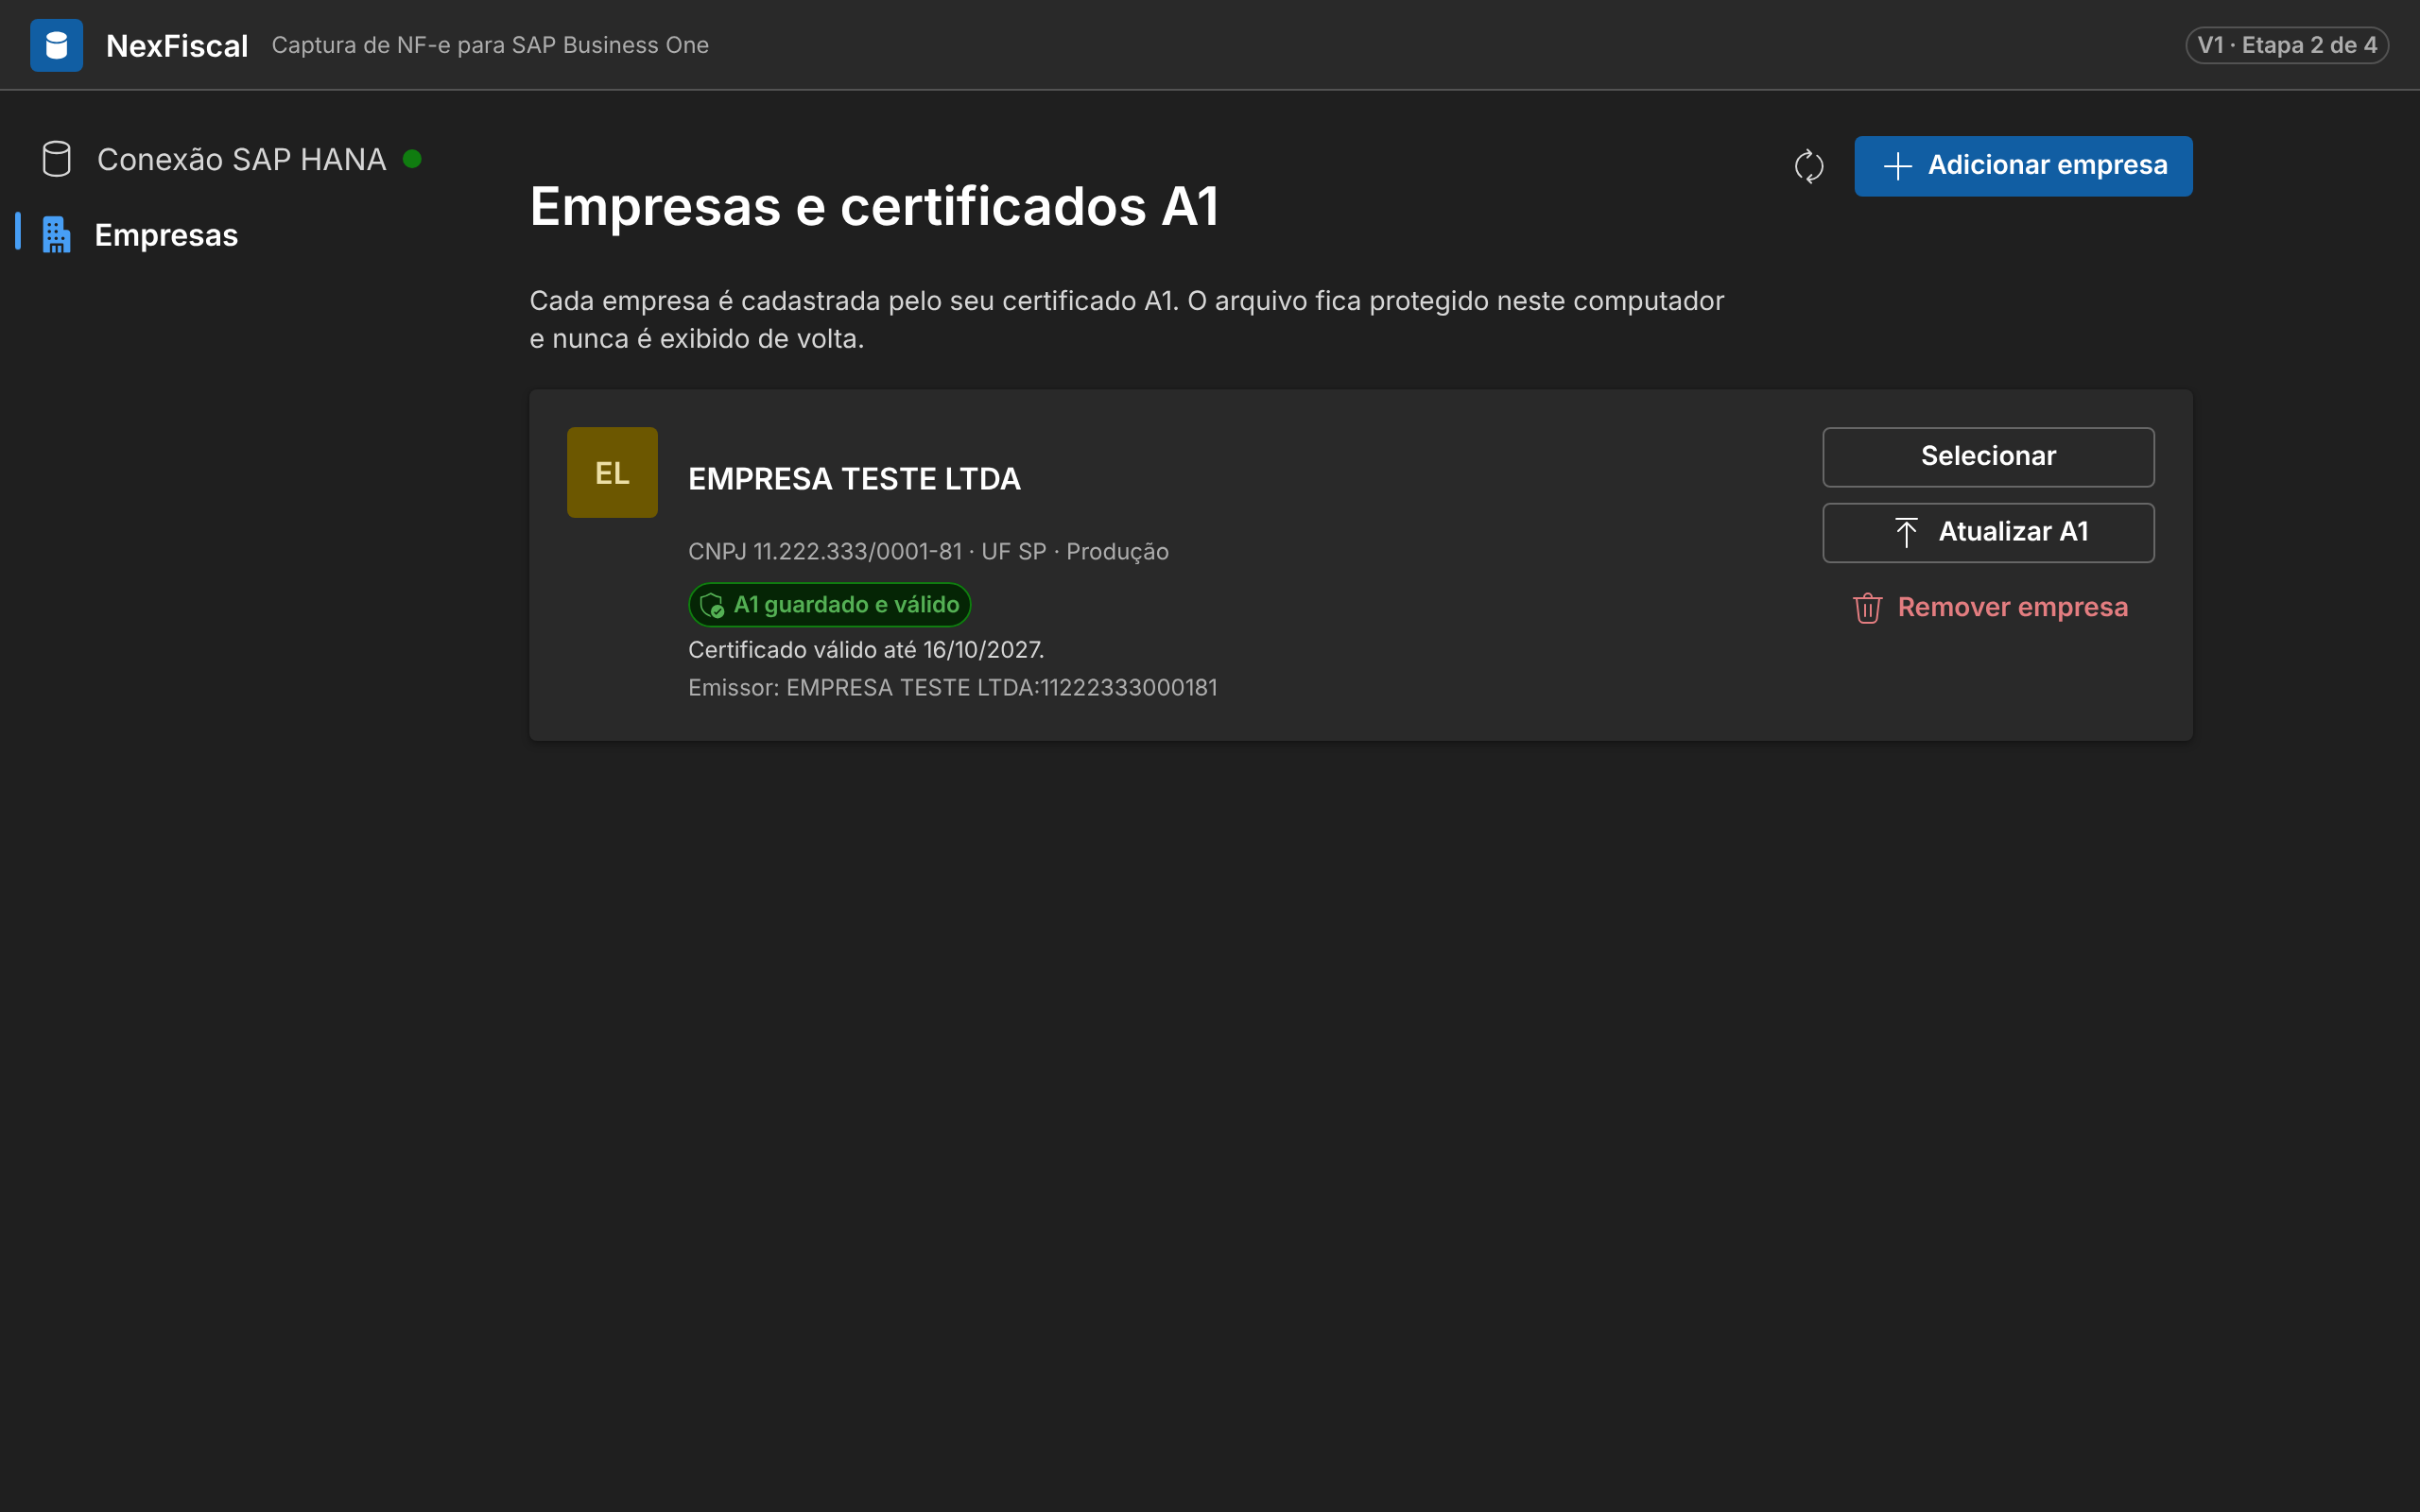 NexFiscal Captura de NF-e para SAP Business One
V1 · Etapa 2 de 4
Conexão SAP HANA
Empresas
Empresas e certificados A1
Adicionar empresa
Cada empresa é cadastrada pelo seu certificado A1. O arquivo fica protegido neste computador
e nunca é exibido de volta.
EL
EMPRESA TESTE LTDA
CNPJ 11.222.333/0001-81 · UF SP · Produção
A1 guardado e válido
Certificado válido até 16/10/2027.
Emissor: EMPRESA TESTE LTDA:11222333000181
Selecionar
Atualizar A1
Remover empresa